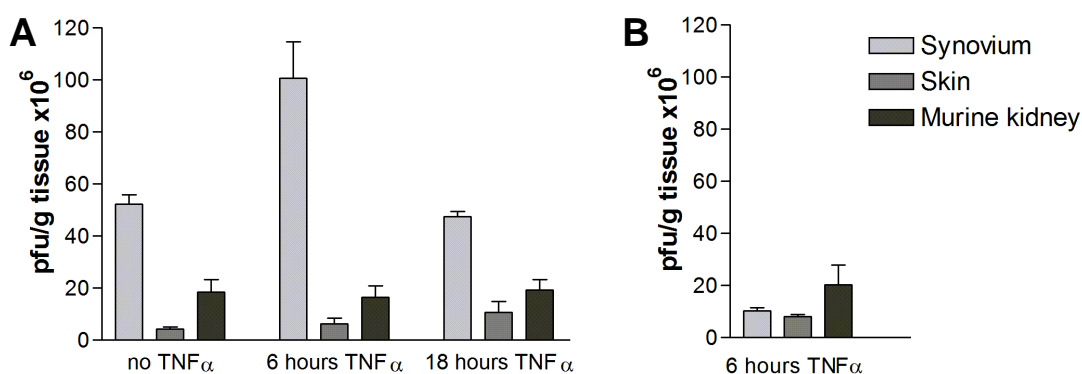 A
pfu/g tissue x10⁶
120
100
80
60
40
20
0
no TNFα
6 hours TNFα
18 hours TNFα
B
pfu/g tissue x10⁶
120
100
80
60
40
20
0
6 hours TNFα
Synovium
Skin
Murine kidney